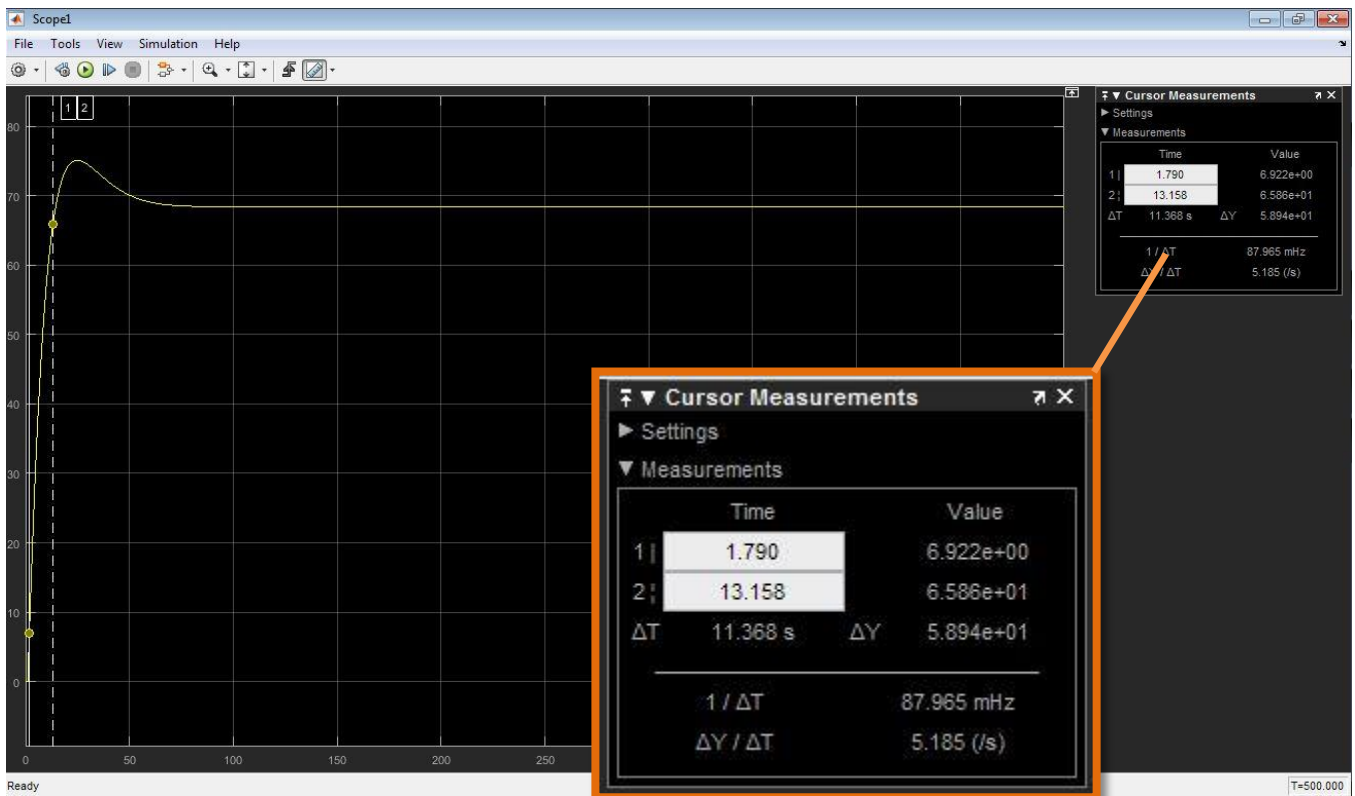 Scope1
File Tools View Simulation Help
1 2
80
70
60
50
40
30
20
10
0
0 50 100 150 200 250
Cursor Measurements
Settings
Measurements
Time Value
1 1.790 6.922e+00
2 13.158 6.586e+01
ΔT 11.368 s ΔY 5.894e+01
1 / ΔT 87.965 mHz
ΔY / ΔT 5.185 (/s)
Cursor Measurements
Settings
Measurements
Time Value
1 1.790 6.922e+00
2 13.158 6.586e+01
ΔT 11.368 s ΔY 5.894e+01
1 / ΔT 87.965 mHz
ΔY / ΔT 5.185 (/s)
Ready T=500.000